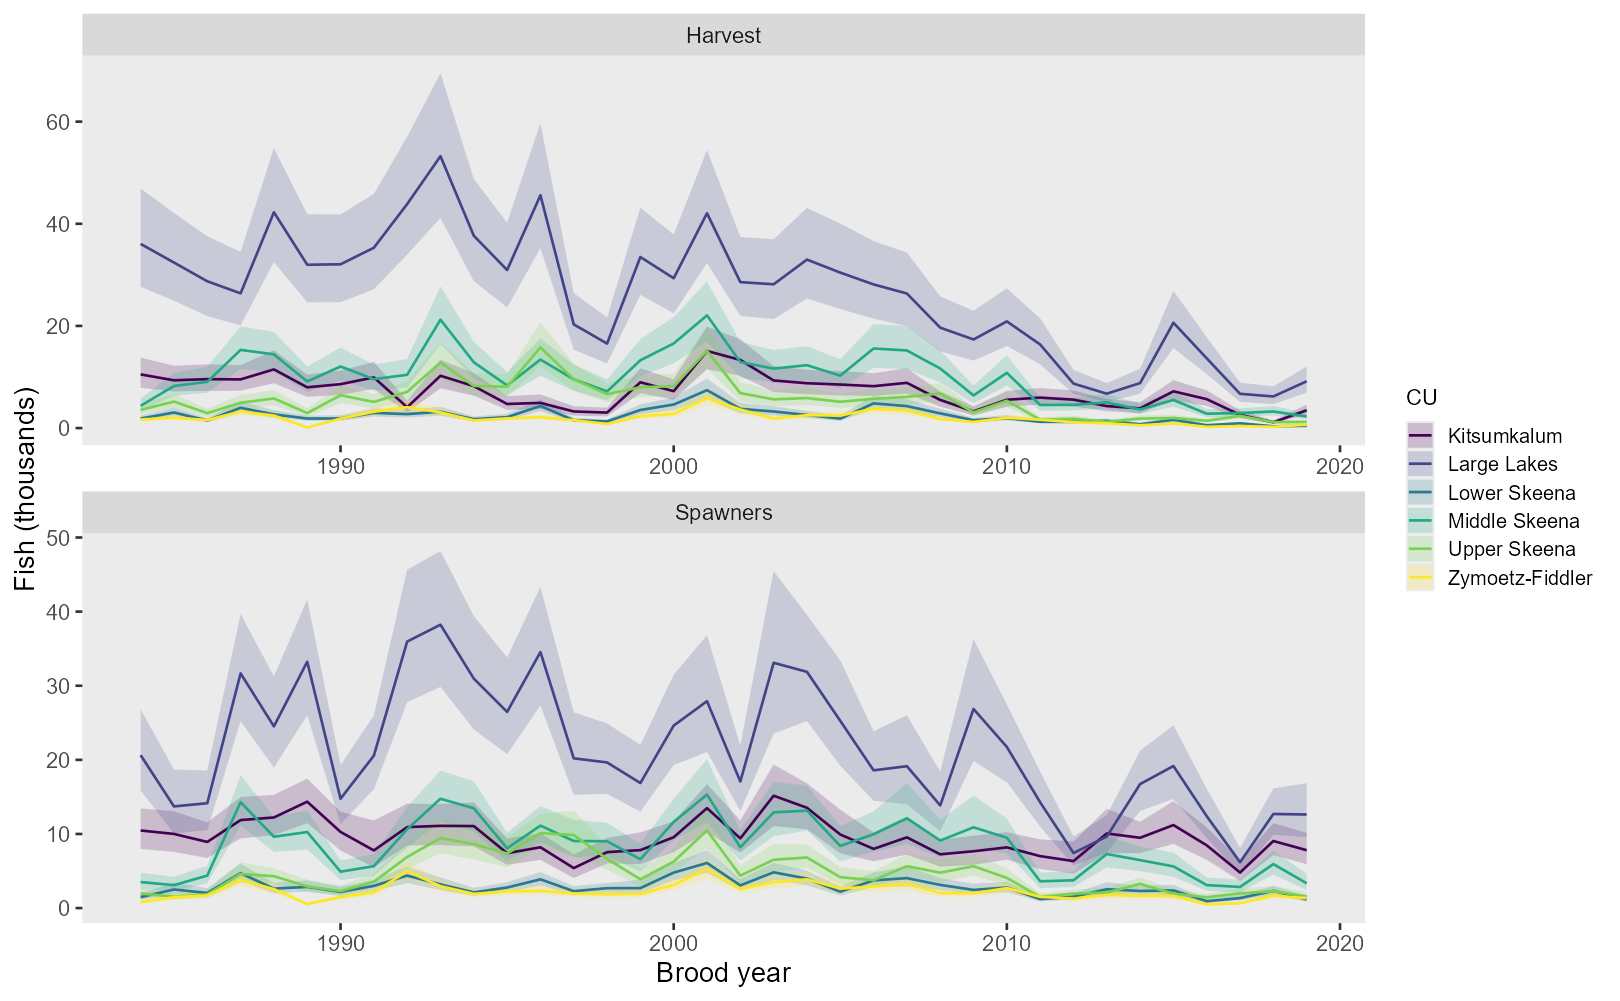 Harvest
60
40
20
0
1990 2000 2010 2020
Spawners
50
40
30
20
10
0
1990 2000 2010 2020
Brood year
Fish (thousands)
CU
Kitsumkalum
Large Lakes
Lower Skeena
Middle Skeena
Upper Skeena
Zymoetz-Fiddler